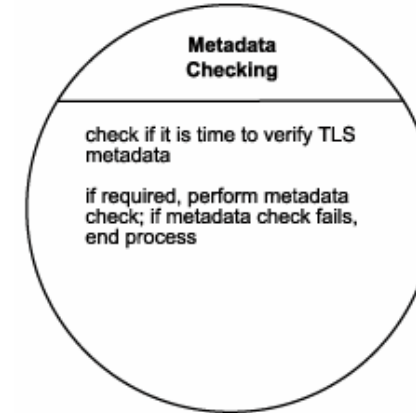 Metadata
Checking
check if it is time to verify TLS
metadata
if required, perform metadata
check; if metadata check fails,
end process